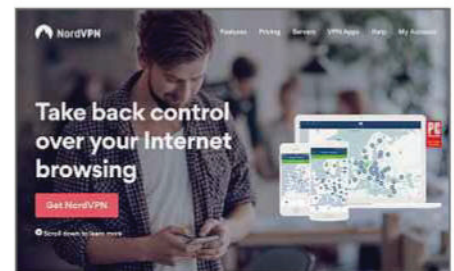 NordVPN
Features Pricing Servers VPN Apps Help My Account
Take back control
over your Internet
browsing
Get NordVPN
Scroll down to learn more
PC